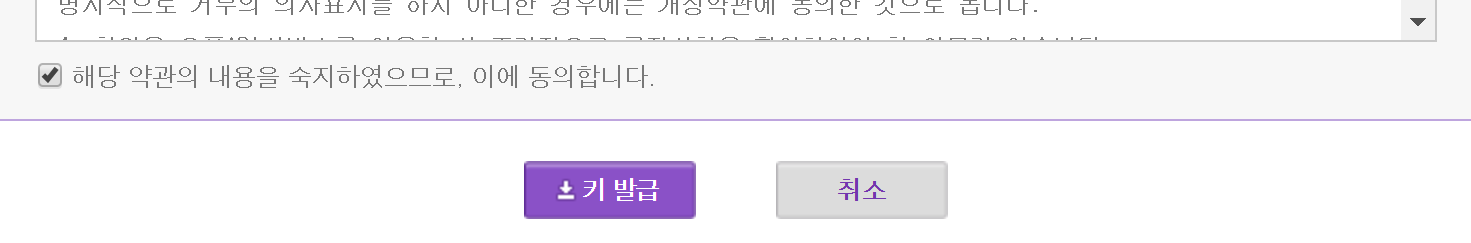 명시적으로 거부의 의사표시를 하지 아니한 경우에는 개정약관에 동의한 것으로 봅니다.
해당 약관의 내용을 숙지하였으므로, 이에 동의합니다.
키 발급
취소